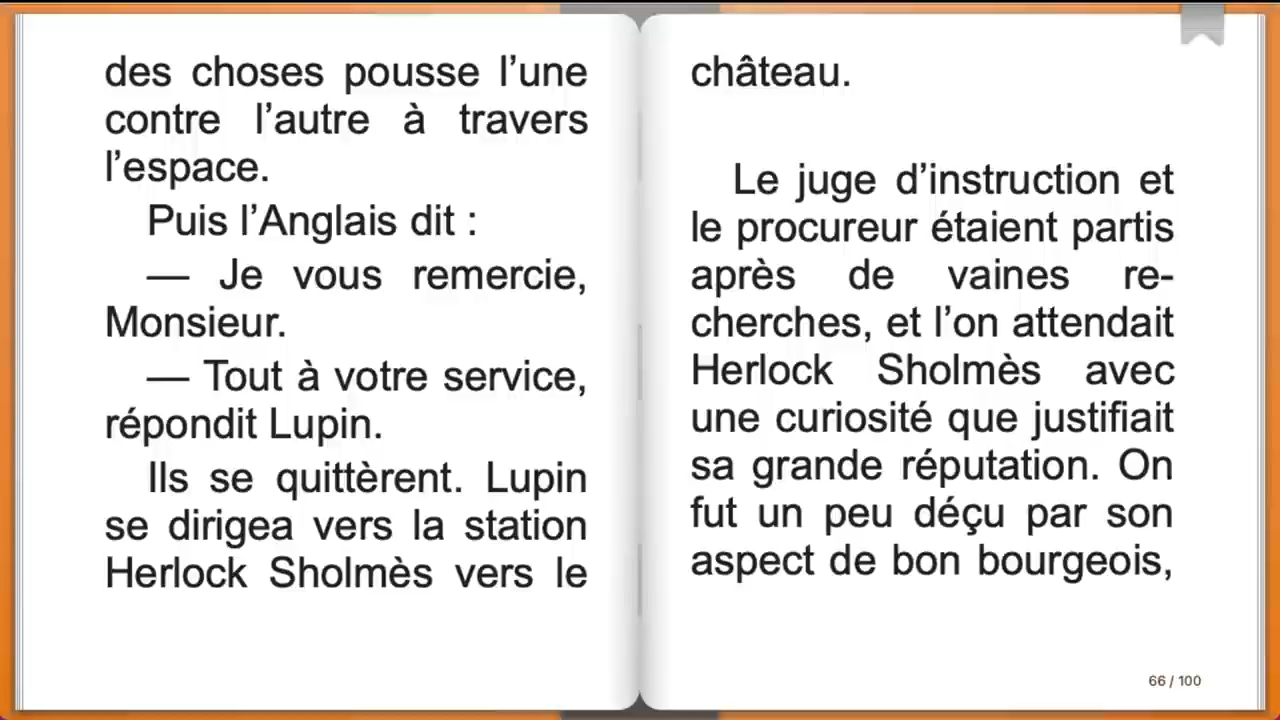 des choses pousse l’une
contre l’autre à travers
l’espace.
Puis l’Anglais dit :
— Je vous remercie,
Monsieur.
— Tout à votre service,
répondit Lupin.
Ils se quittèrent. Lupin
se dirigea vers la station
Herlock Sholmès vers le
château.
Le juge d’instruction et
le procureur étaient partis
après de vaines re-
cherches, et l’on attendait
Herlock Sholmès avec
une curiosité que justifiait
sa grande réputation. On
fut un peu déçu par son
aspect de bon bourgeois,
66 / 100